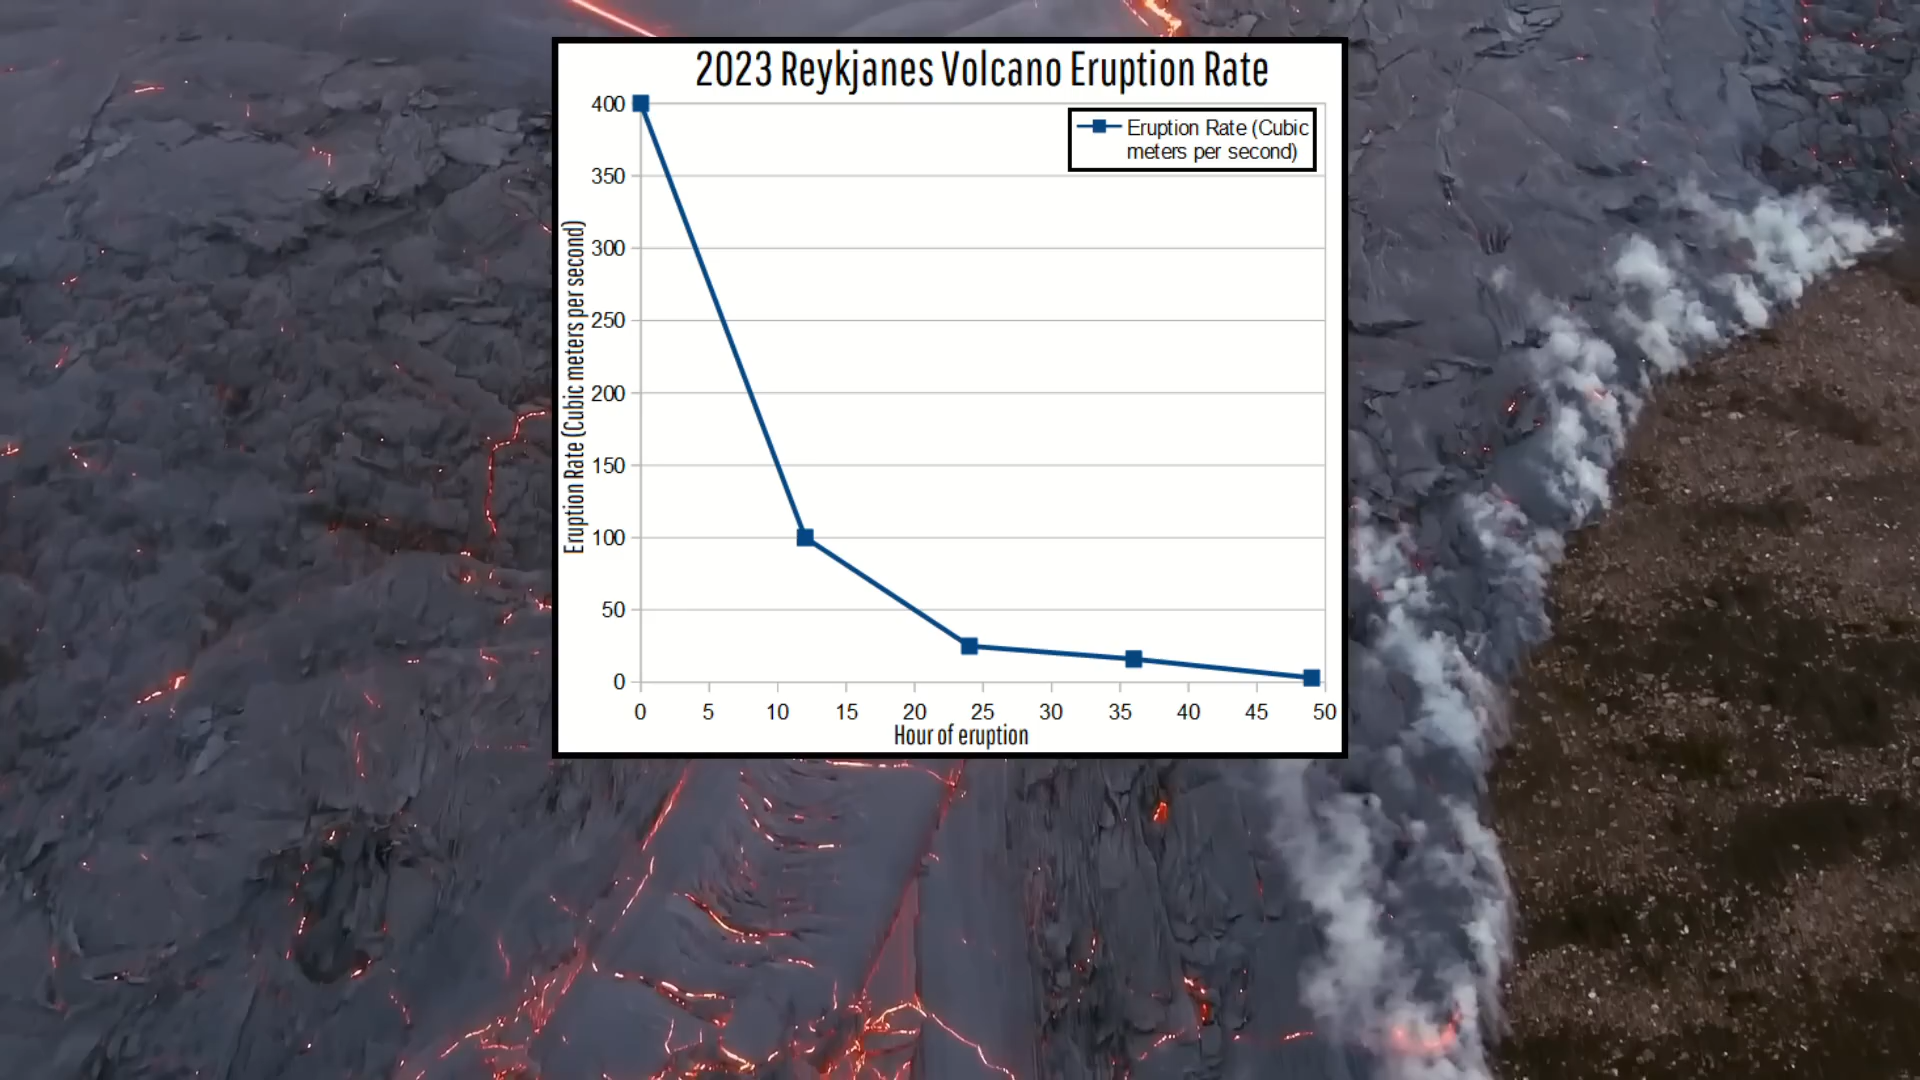 2023 Reykjanes Volcano Eruption Rate
Eruption Rate (Cubic
meters per second)
Eruption Rate (Cubic meters per second)
400
350
300
250
200
150
100
50
0
0 5 10 15 20 25 30 35 40 45 50
Hour of eruption